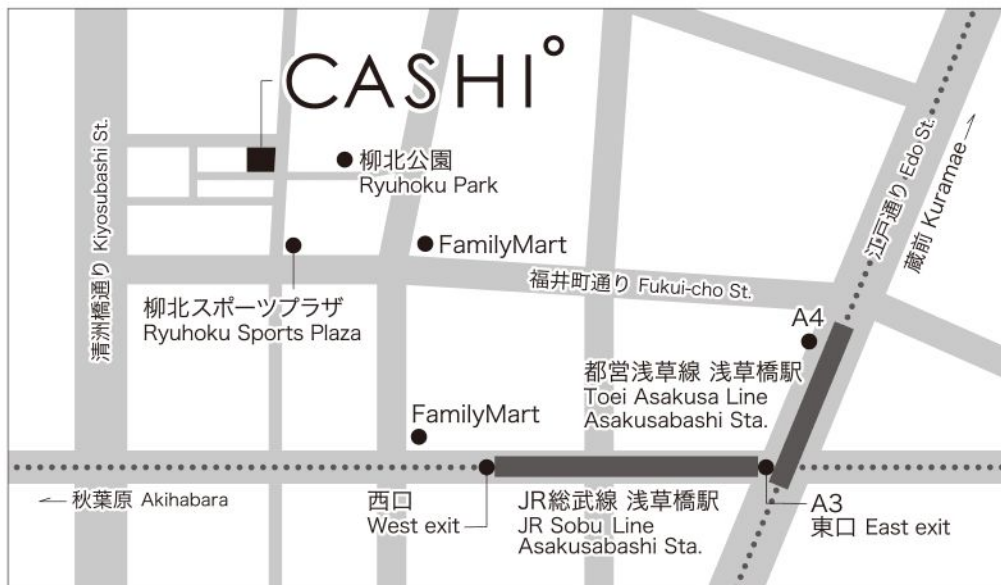 CASHI°
柳北公園
Ryuhoku Park
清洲橋通り Kiyosubashi St.
江戸通り Edo St.
蔵前 Kuramae
FamilyMart
福井町通り Fukui-cho St.
柳北スポーツプラザ
Ryuhoku Sports Plaza
A4
都営浅草線 浅草橋駅
Toei Asakusa Line
Asakusabashi Sta.
FamilyMart
秋葉原 Akihabara
西口
West exit
JR総武線 浅草橋駅
JR Sobu Line
Asakusabashi Sta.
A3
東口 East exit